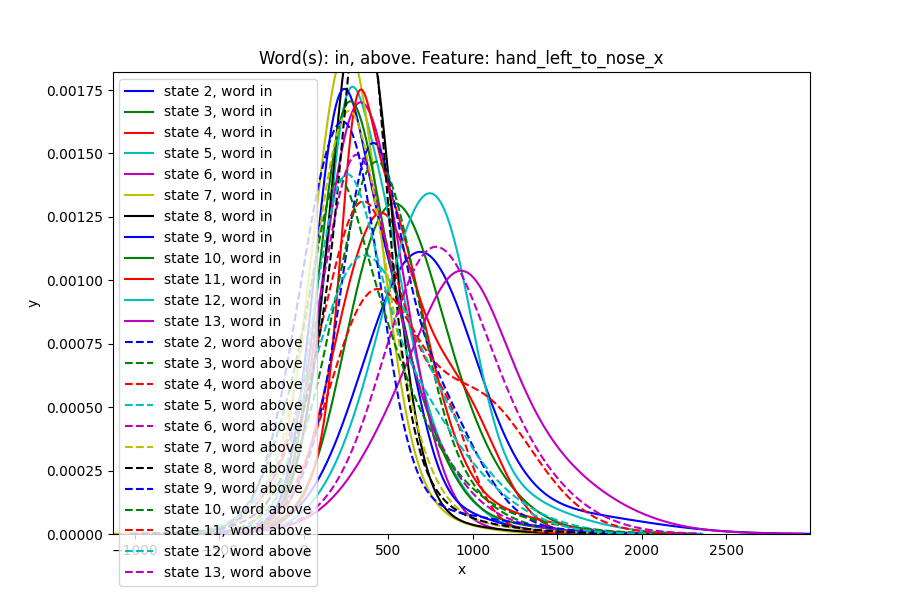 Word(s): in, above. Feature: hand_left_to_nose_x
0.00175
0.00150
0.00125
0.00100
0.00075
0.00050
0.00025
0.00000
y
state 2, word in
state 3, word in
state 4, word in
state 5, word in
state 6, word in
state 7, word in
state 8, word in
state 9, word in
state 10, word in
state 11, word in
state 12, word in
state 13, word in
state 2, word above
state 3, word above
state 4, word above
state 5, word above
state 6, word above
state 7, word above
state 8, word above
state 9, word above
state 10, word above
state 11, word above
state 12, word above
state 13, word above
−1000 500 1000 1500 2000 2500
x